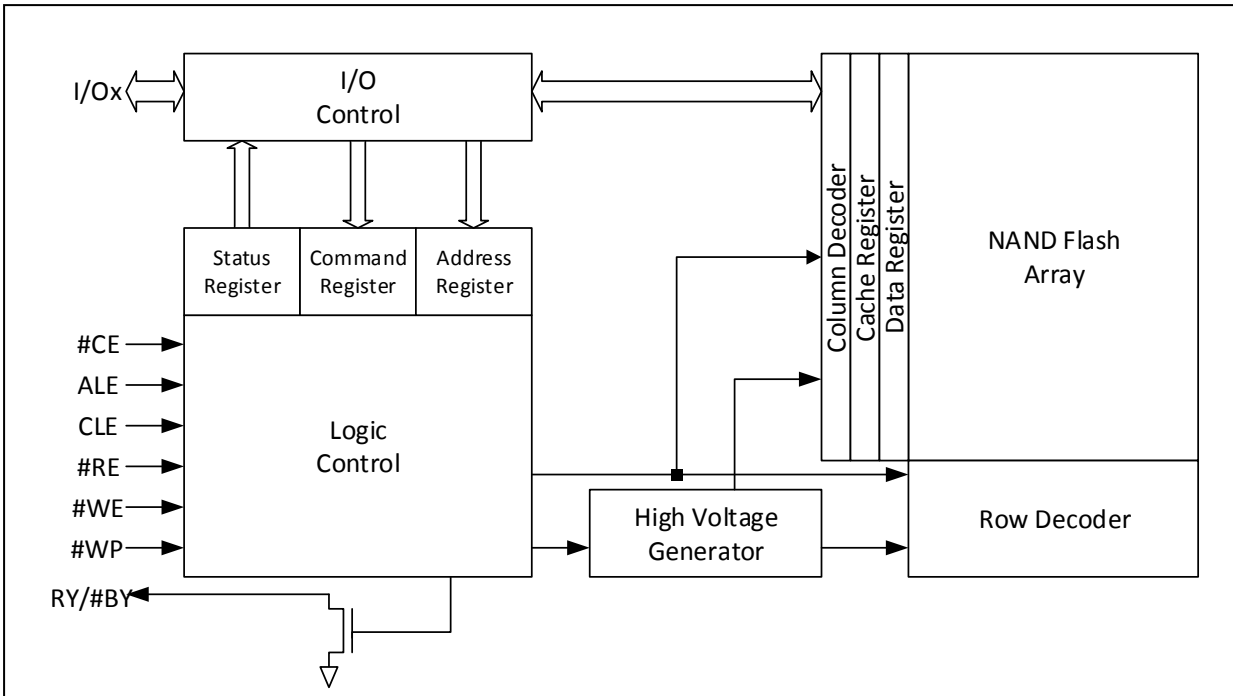 I/Ox
I/O
Control
Status
Register
Command
Register
Address
Register
#CE
ALE
CLE
#RE
#WE
#WP
RY/#BY
Logic
Control
High Voltage
Generator
Column Decoder
Cache Register
Data Register
NAND Flash
Array
Row Decoder